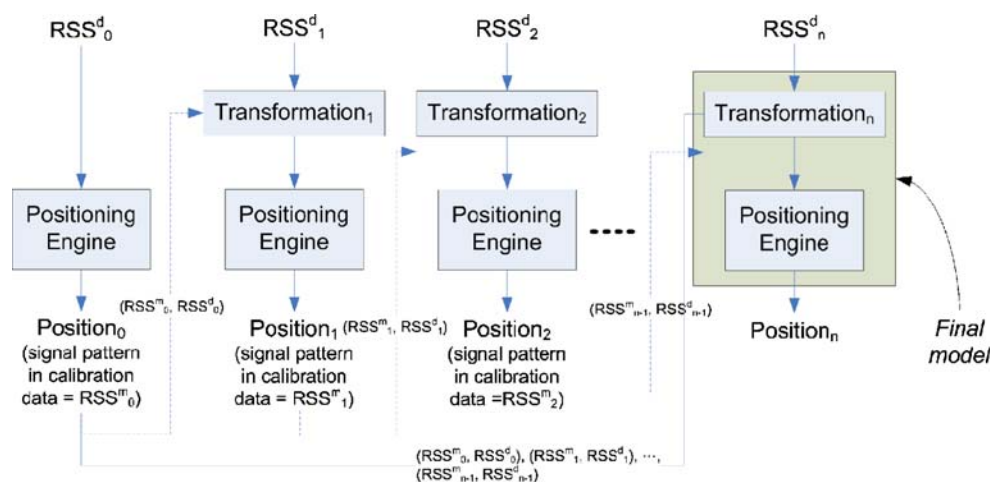 RSS^d_0
RSS^d_1
RSS^d_2
RSS^d_n
Transformation_1
Transformation_2
Transformation_n
Positioning
Engine
Positioning
Engine
Positioning
Engine
Positioning
Engine
(RSS^m_0, RSS^d_0)
(RSS^m_1, RSS^d_1)
(RSS^m_n-1, RSS^d_n-1)
Position_0
(signal pattern
in calibration
data = RSS^m_0)
Position_1
(signal pattern
in calibration
data = RSS^m_1)
Position_2
(signal pattern
in calibration
data =RSS^m_2)
Position_n
Final
model
(RSS^m_0, RSS^d_0), (RSS^m_1, RSS^d_1), ···,
(RSS^m_n-1, RSS^d_n-1)